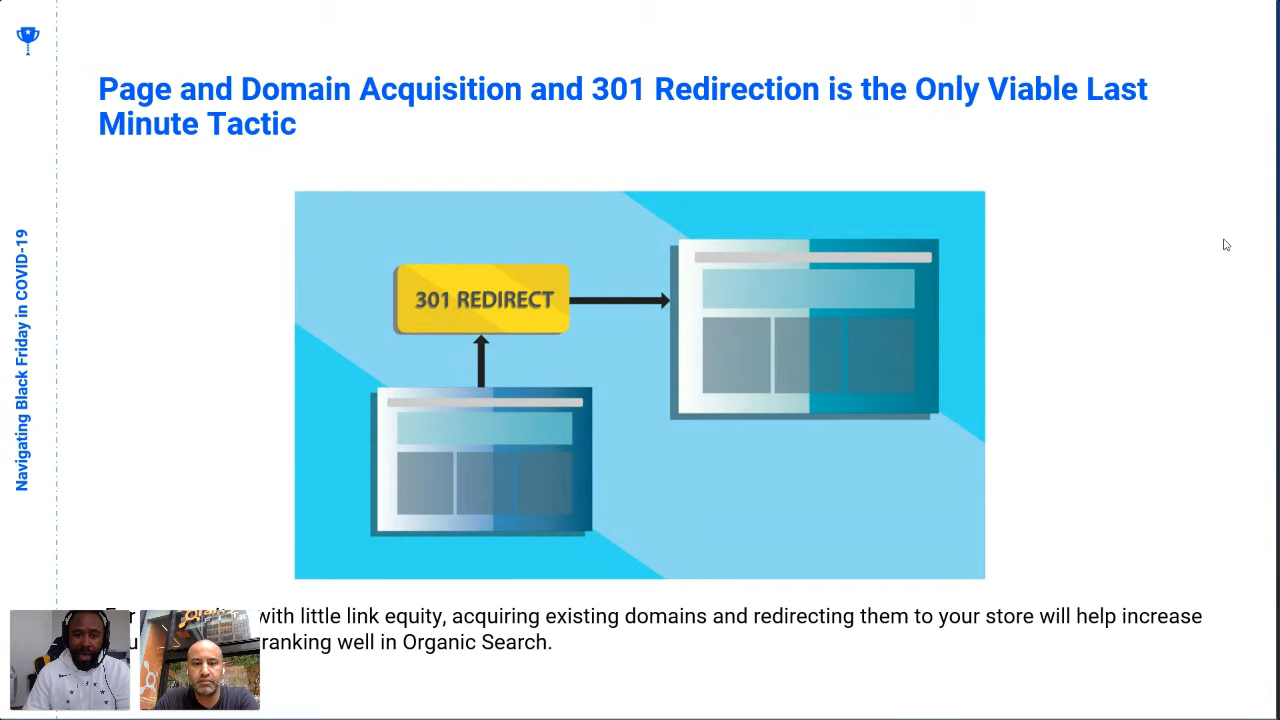 Page and Domain Acquisition and 301 Redirection is the Only Viable Last
Minute Tactic
Navigating Black Friday in COVID-19
301 REDIRECT
with little link equity, acquiring existing domains and redirecting them to your store will help increase
ranking well in Organic Search.